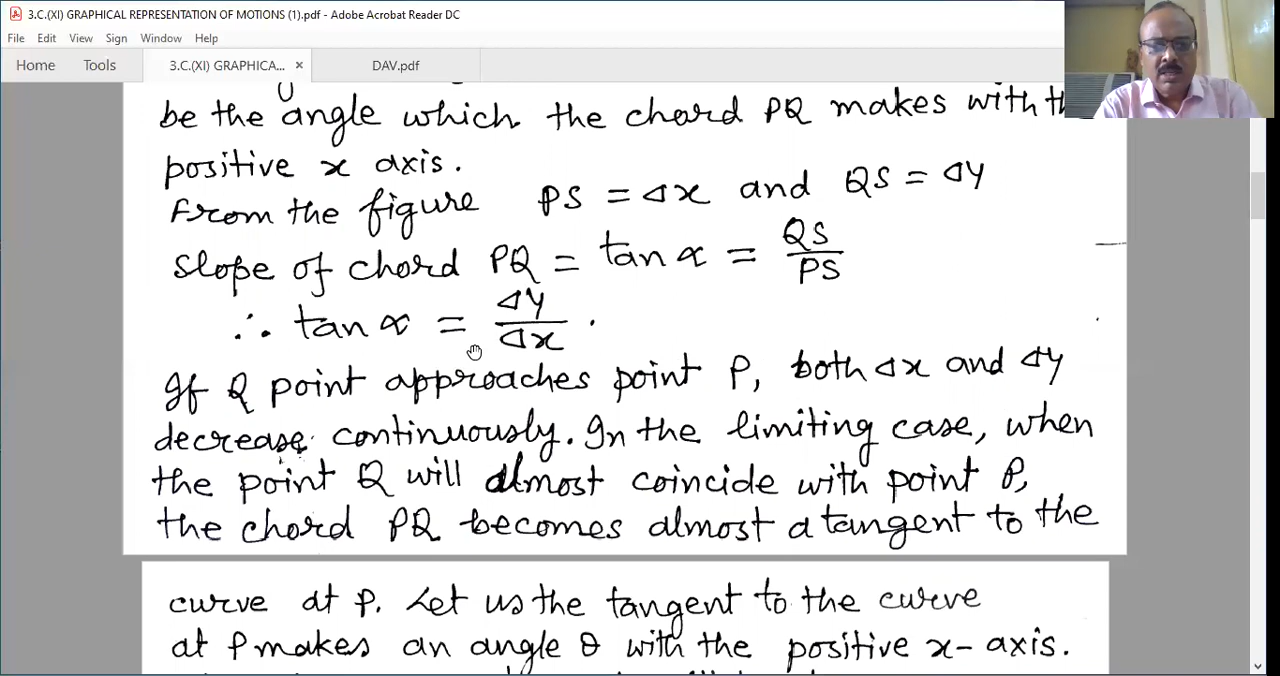 3.C.(XI) GRAPHICAL REPRESENTATION OF MOTIONS (1).pdf - Adobe Acrobat Reader DC
File Edit View Sign Window Help
Home Tools 3.C.(XI) GRAPHICA... × DAV.pdf
be the angle which the chord PQ makes with th
positive x axis.
From the figure PS = Δx and QS = Δy
Slope of chord PQ = tan α = QS/PS
∴ tan α = Δy/Δx .
If Q point approaches point P, both Δx and Δy
decrease continuously. In the limiting case, when
the point Q will almost coincide with point P,
the chord PQ becomes almost a tangent to the
curve at P. Let us the tangent to the curve
at P makes an angle θ with the positive x-axis.